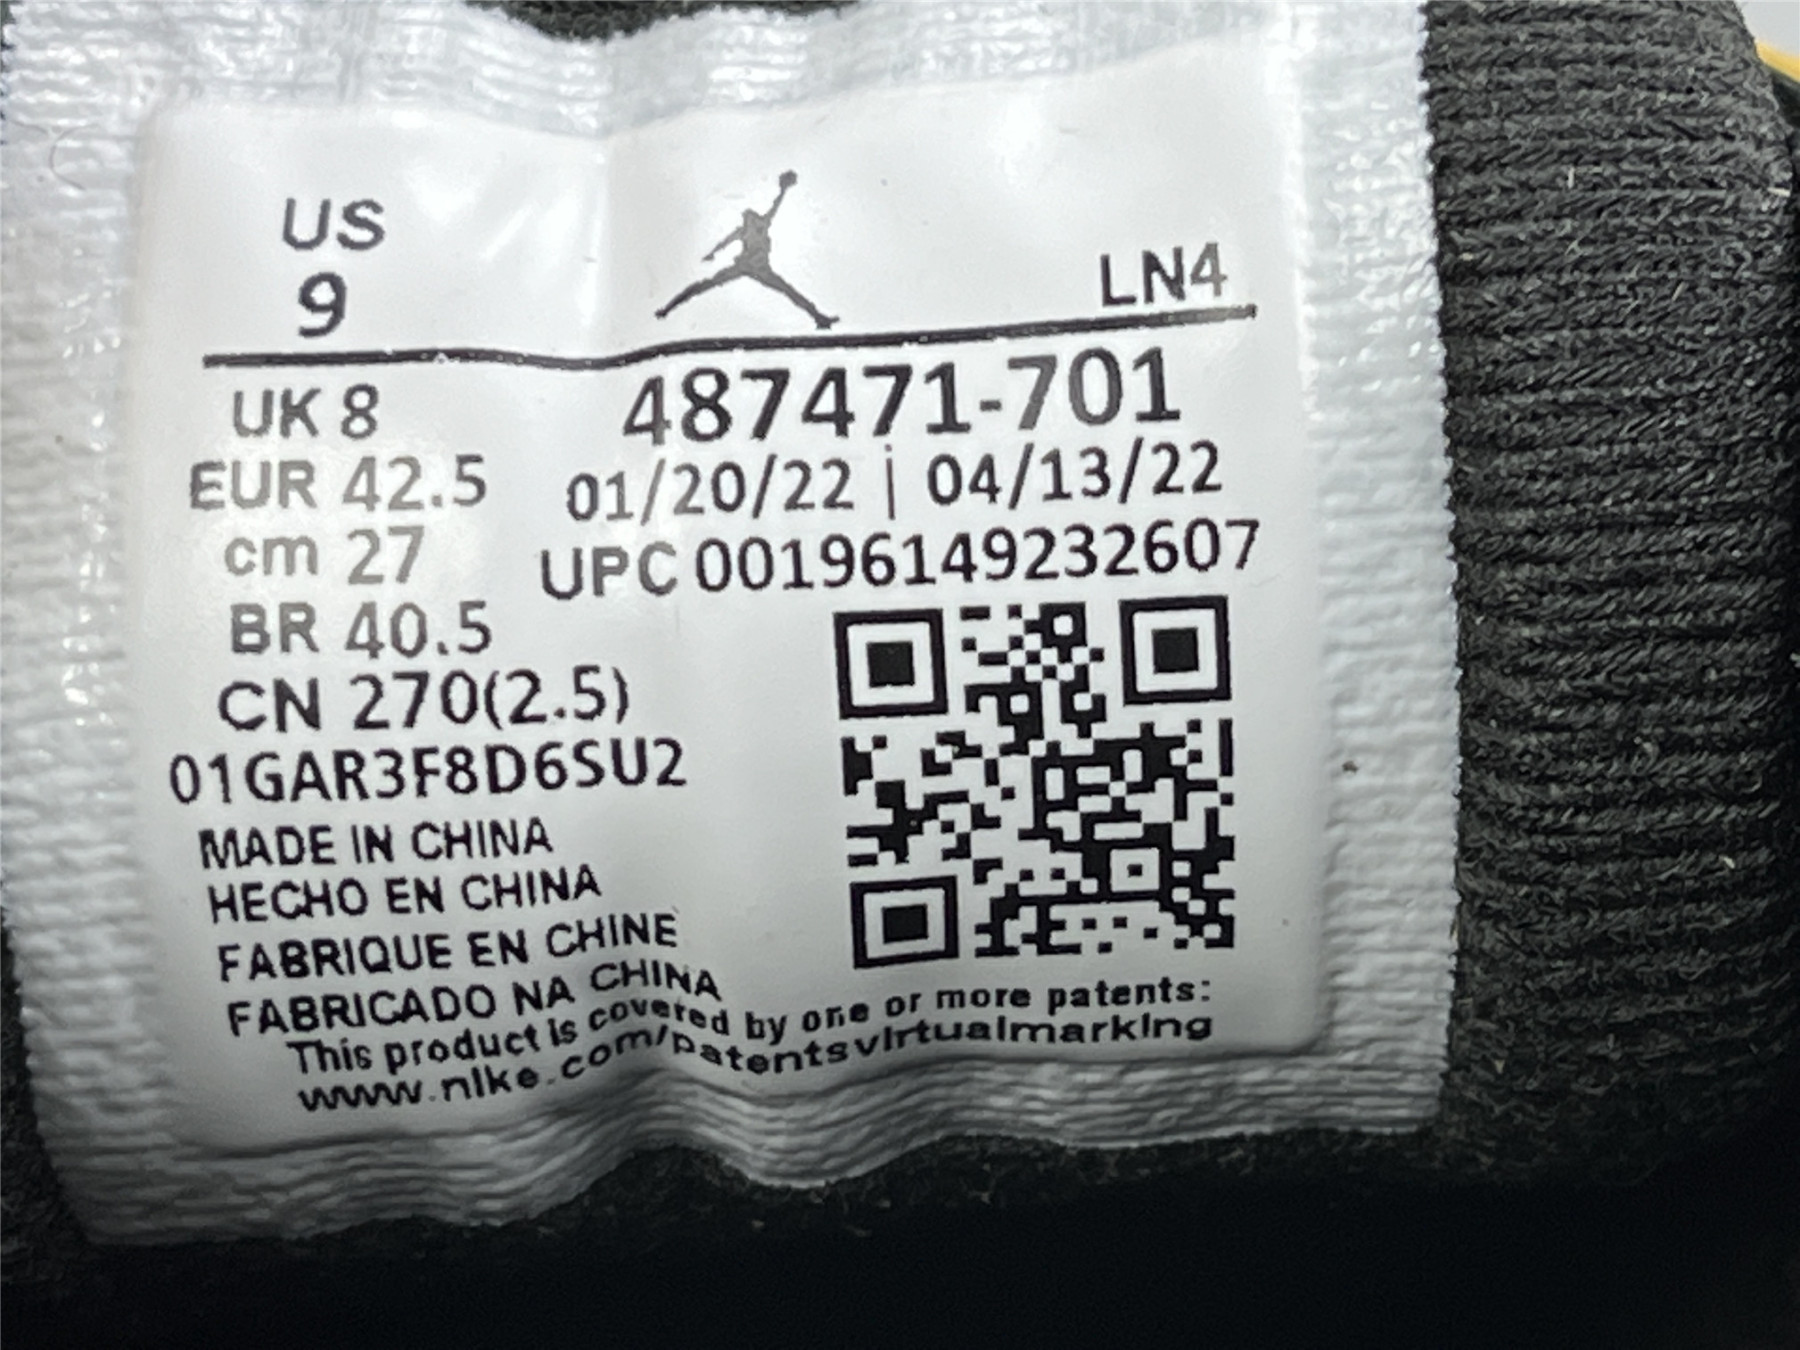 US
9
LN4
UK 8
487471-701
EUR 42.5
01/20/22 | 04/13/22
cm 27
UPC 00196149232607
BR 40.5
CN 270(2.5)
01GAR3F8D6SU2
MADE IN CHINA
HECHO EN CHINA
FABRIQUE EN CHINE
FABRICADO NA CHINA
This product is covered by one or more patents:
www.nike.com/patentsvirtualmarking